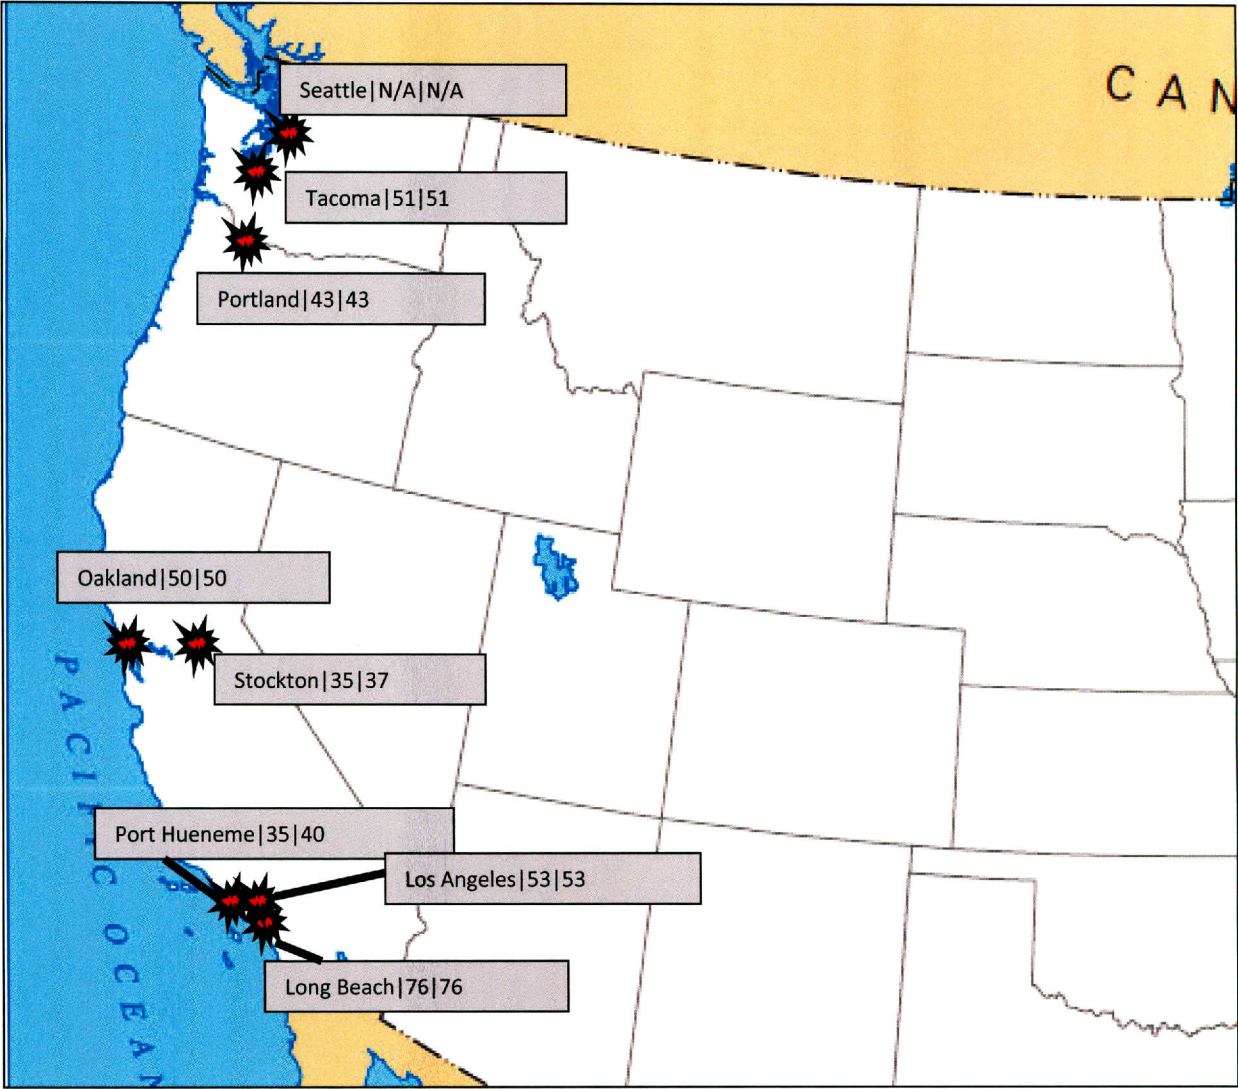 C A N
Seattle|N/A|N/A
Tacoma|51|51
Portland|43|43
Oakland|50|50
Stockton|35|37
Port Hueneme|35|40
Los Angeles|53|53
Long Beach|76|76
PACIFIC OCEAN